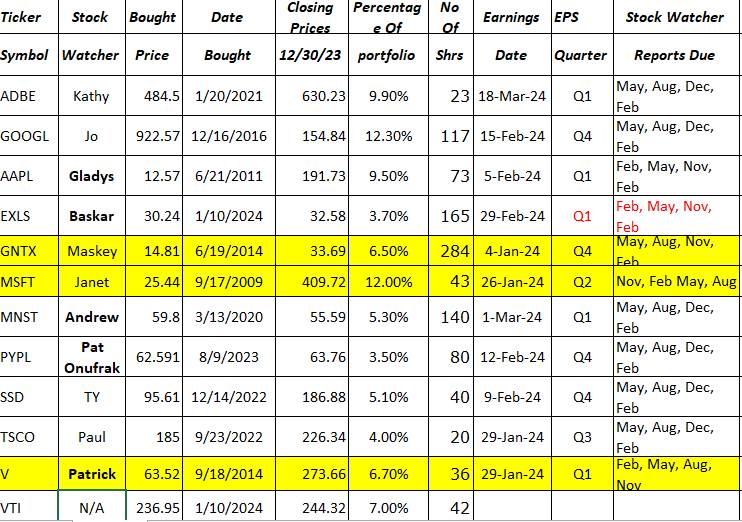 Ticker Stock Bought Date Closing Prices Percentag e Of No Of Earnings EPS Stock Watcher
Symbol Watcher Price Bought 12/30/23 portfolio Shrs Date Quarter Reports Due
ADBE Kathy 484.5 1/20/2021 630.23 9.90% 23 18-Mar-24 Q1 May, Aug, Dec, Feb
GOOGL Jo 922.57 12/16/2016 154.84 12.30% 117 15-Feb-24 Q4 May, Aug, Dec, Feb
AAPL Gladys 12.57 6/21/2011 191.73 9.50% 73 5-Feb-24 Q1 Feb, May, Nov, Feb
EXLS Baskar 30.24 1/10/2024 32.58 3.70% 165 29-Feb-24 Q1 Feb, May, Nov, Feb
GNTX Maskey 14.81 6/19/2014 33.69 6.50% 284 4-Jan-24 Q4 May, Aug, Nov, Feb
MSFT Janet 25.44 9/17/2009 409.72 12.00% 43 26-Jan-24 Q2 Nov, Feb May, Aug
MNST Andrew 59.8 3/13/2020 55.59 5.30% 140 1-Mar-24 Q1 May, Aug, Dec, Feb
PYPL Pat Onufrak 62.591 8/9/2023 63.76 3.50% 80 12-Feb-24 Q4 May, Aug, Dec, Feb
SSD TY 95.61 12/14/2022 186.88 5.10% 40 9-Feb-24 Q4 May, Aug, Dec, Feb
TSCO Paul 185 9/23/2022 226.34 4.00% 20 29-Jan-24 Q3 May, Aug, Dec, Feb
V Patrick 63.52 9/18/2014 273.66 6.70% 36 29-Jan-24 Q1 Feb, May, Aug, Nov
VTI N/A 236.95 1/10/2024 244.32 7.00% 42